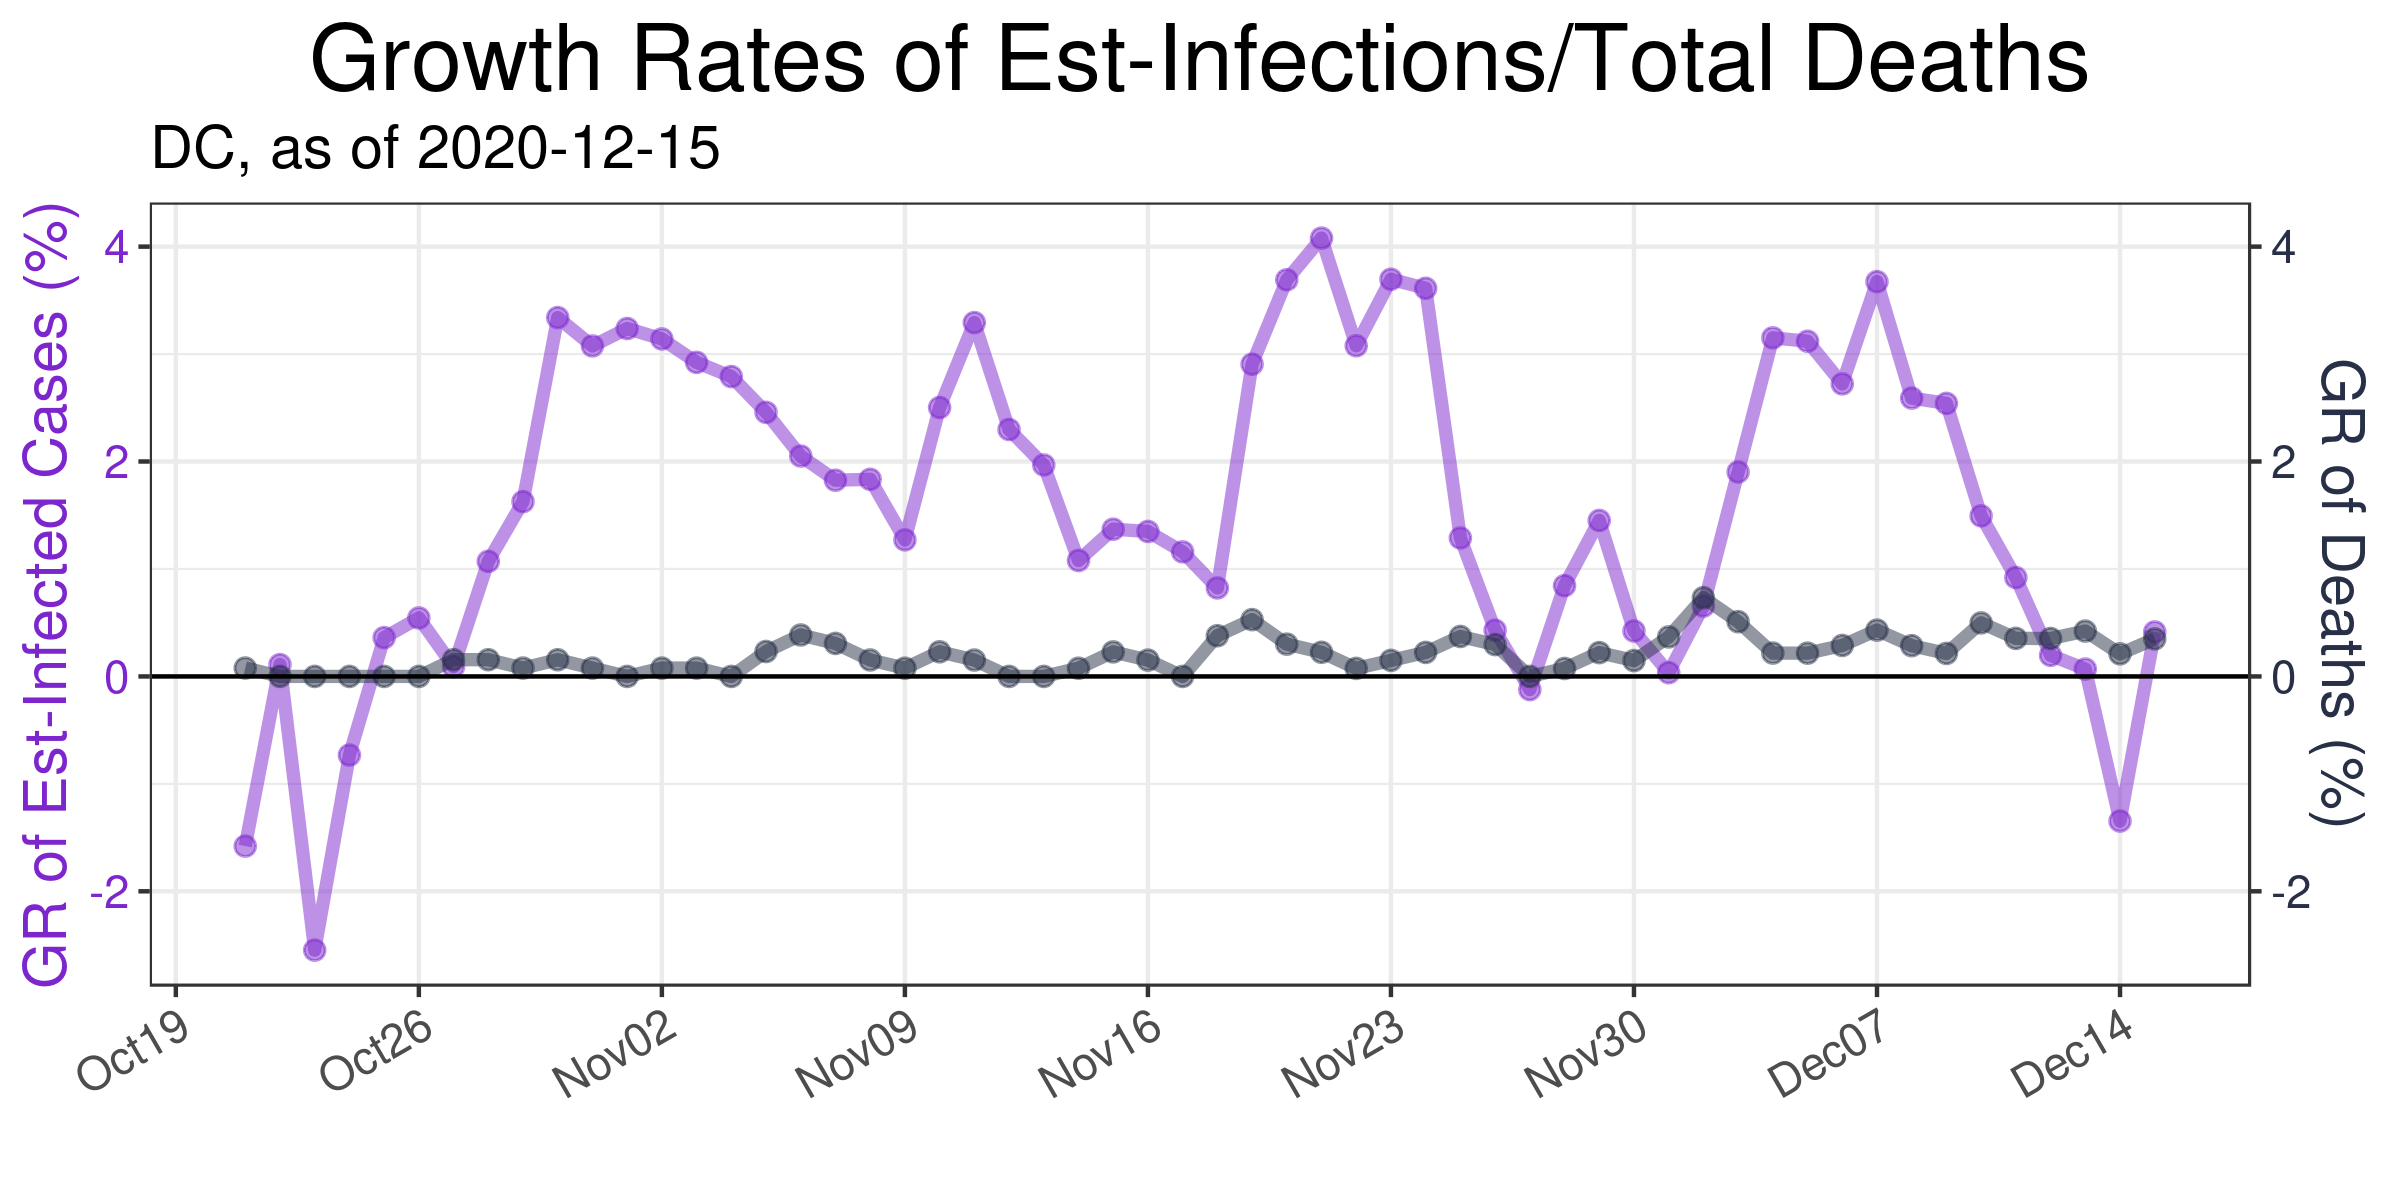 Growth Rates of Est-Infections/Total Deaths
DC, as of 2020-12-15
GR of Est-Infected Cases (%)
4
2
0
-2
4
2
0
-2
GR of Deaths (%)
Oct19
Oct26
Nov02
Nov09
Nov16
Nov23
Nov30
Dec07
Dec14